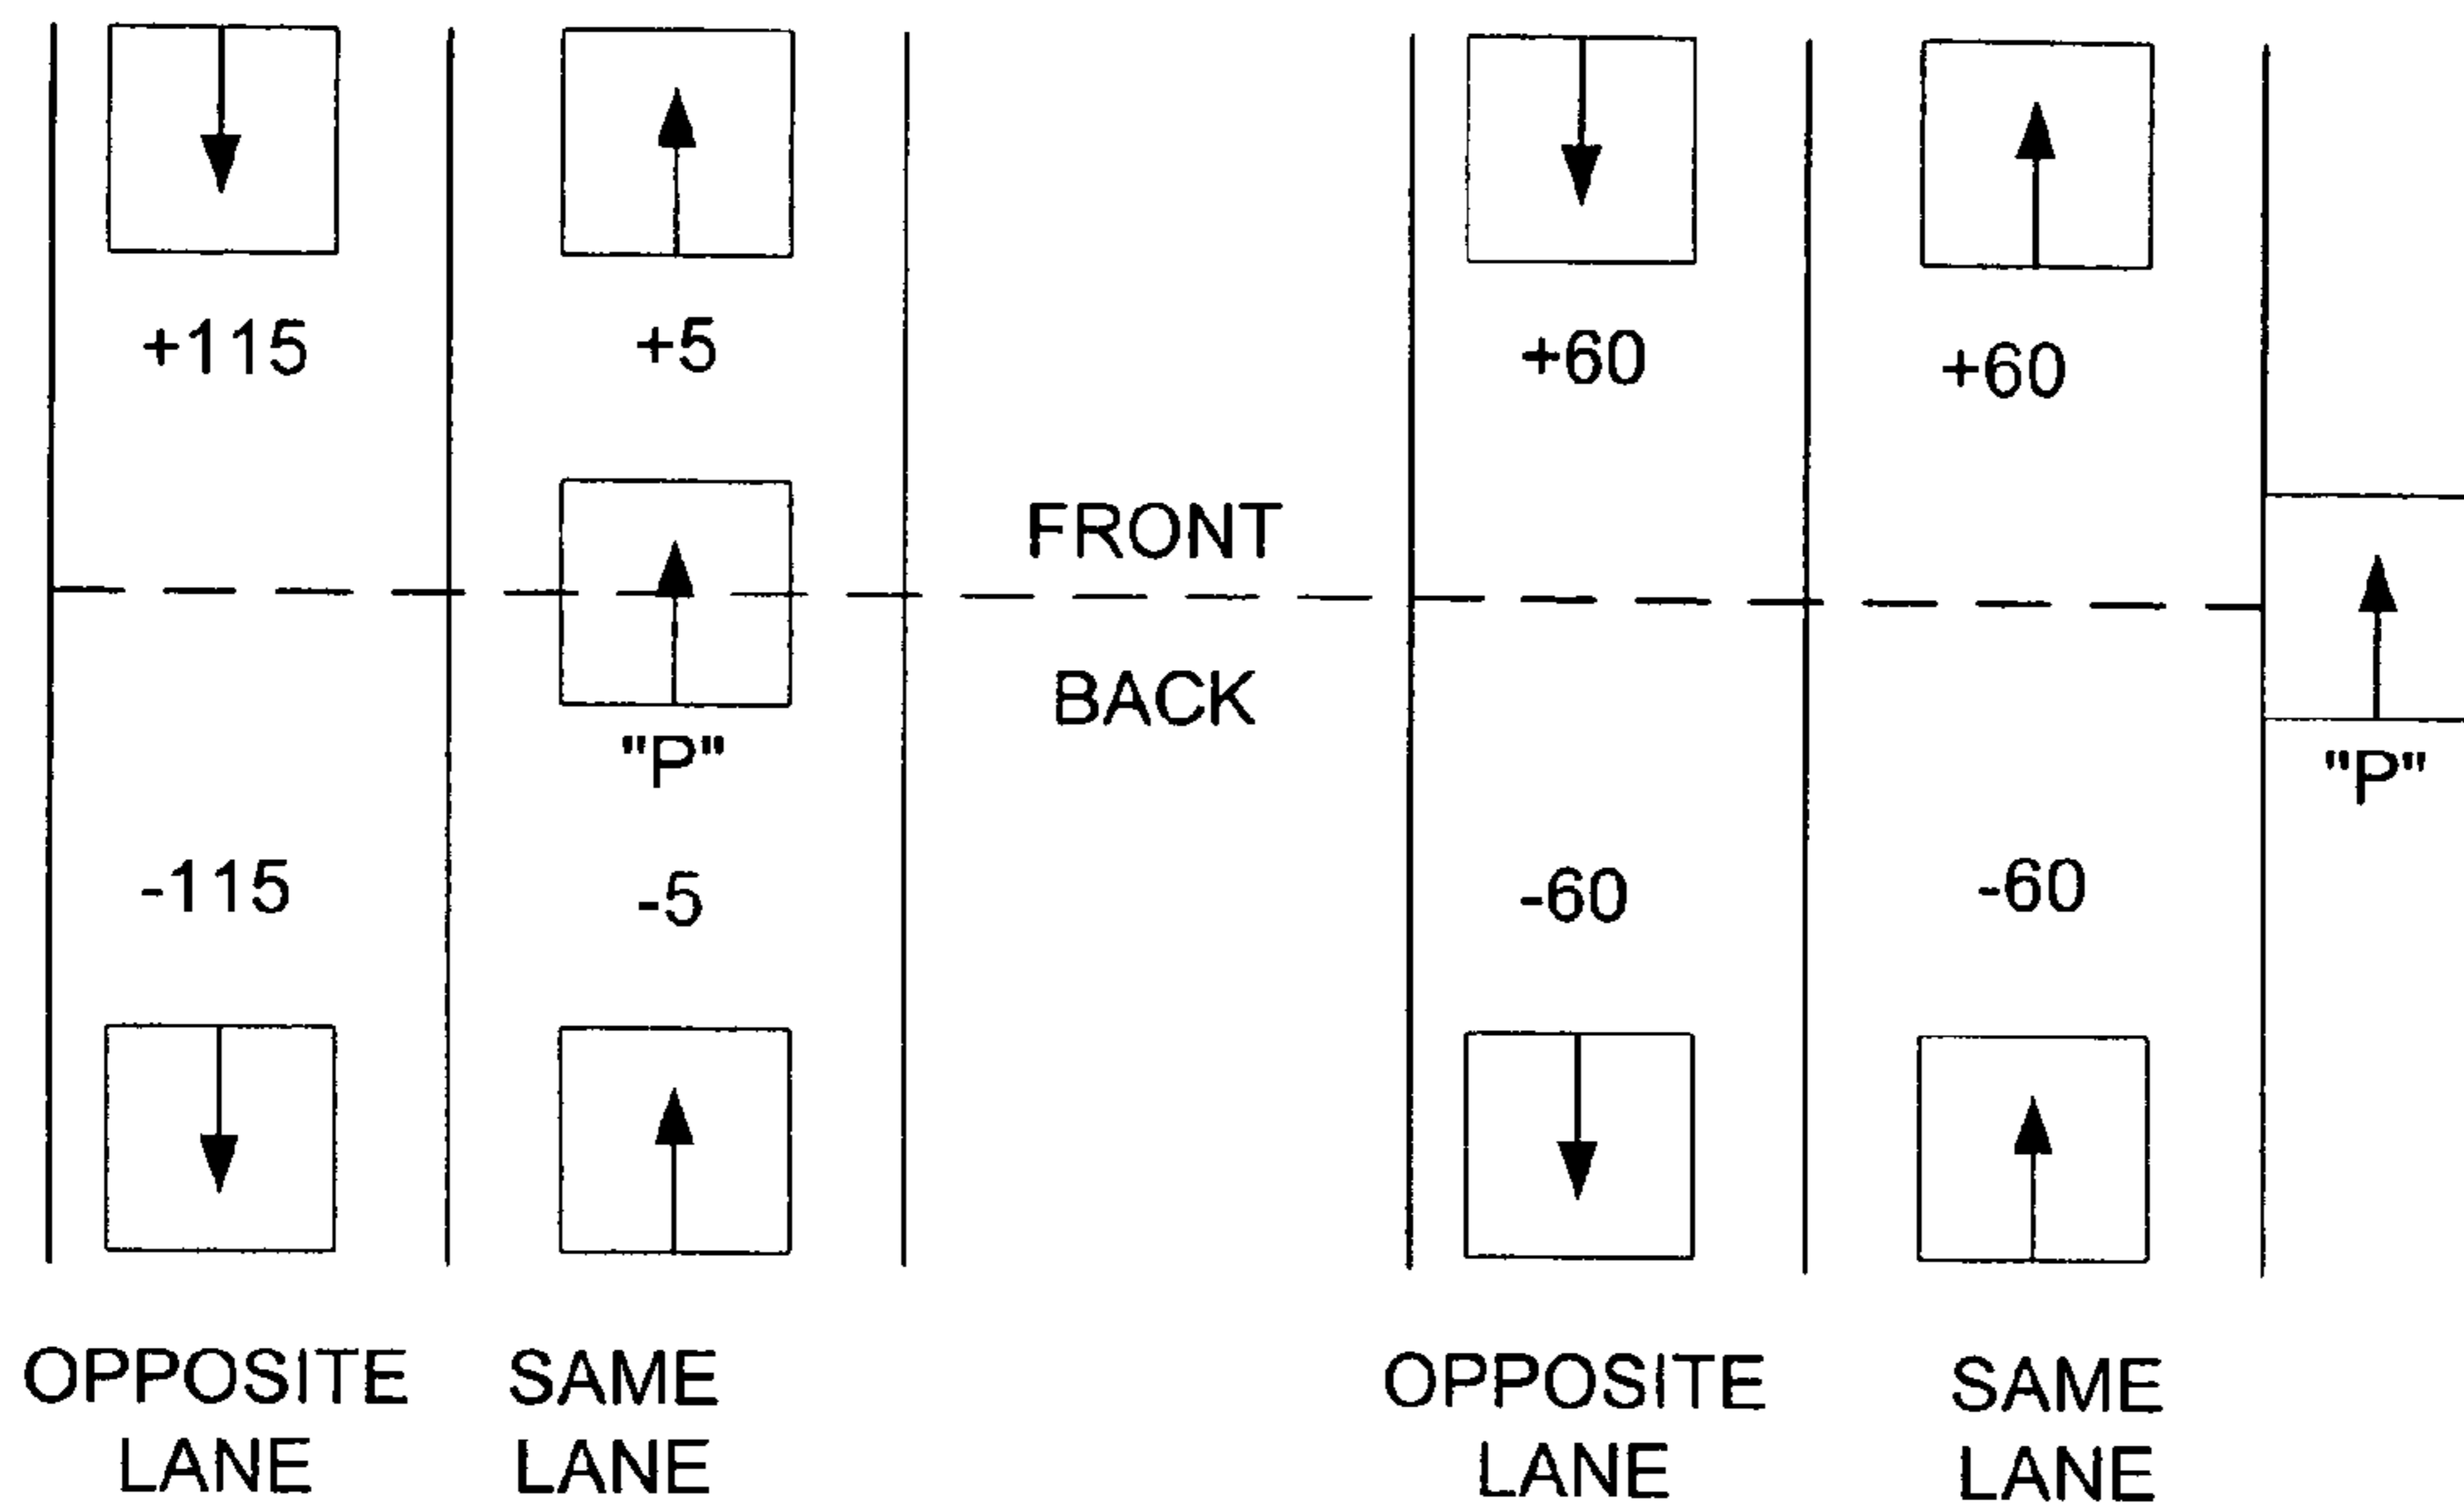 +115 +5 +60 +60
FRONT
BACK
"P" "P"
-115 -5 -60 -60
OPPOSITE SAME OPPOSITE SAME
LANE LANE LANE LANE